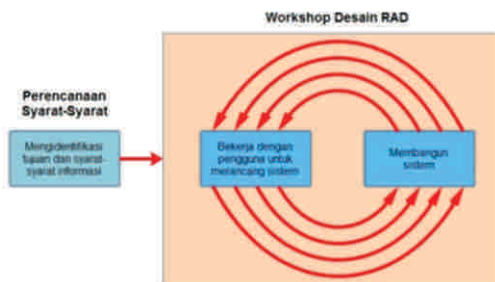 Workshop Desain RAD
Perencanaan
Syarat-Syarat
Mengidentifikasi
tujuan dan syarat-
syarat informasi
Bekerja dengan
pengguna untuk
merancang sistem
Membangun
sistem